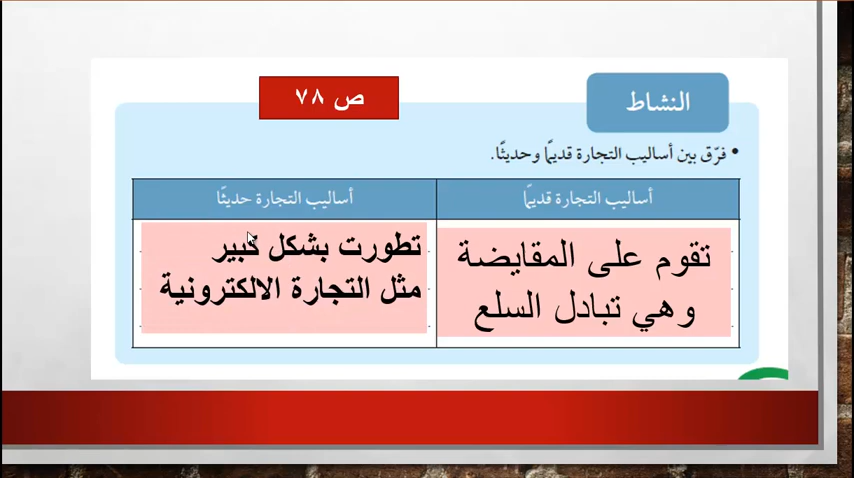 النشاط
ص ٧٨
• فرّق بين أساليب التجارة قديمًا وحديثًا.
أساليب التجارة قديمًا
أساليب التجارة حديثًا
تقوم على المقايضة
وهي تبادل السلع
تطورت بشكل كبير
مثل التجارة الالكترونية